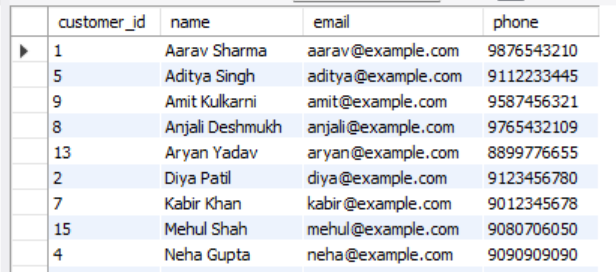 customer_id name email phone
1 Aarav Sharma aarav@example.com 9876543210
5 Aditya Singh aditya@example.com 9112233445
9 Amit Kulkarni amit@example.com 9587456321
8 Anjali Deshmukh anjali@example.com 9765432109
13 Aryan Yadav aryan@example.com 8899776655
2 Diya Patil diya@example.com 9123456780
7 Kabir Khan kabir@example.com 9012345678
15 Mehul Shah mehul@example.com 9080706050
4 Neha Gupta neha@example.com 9090909090